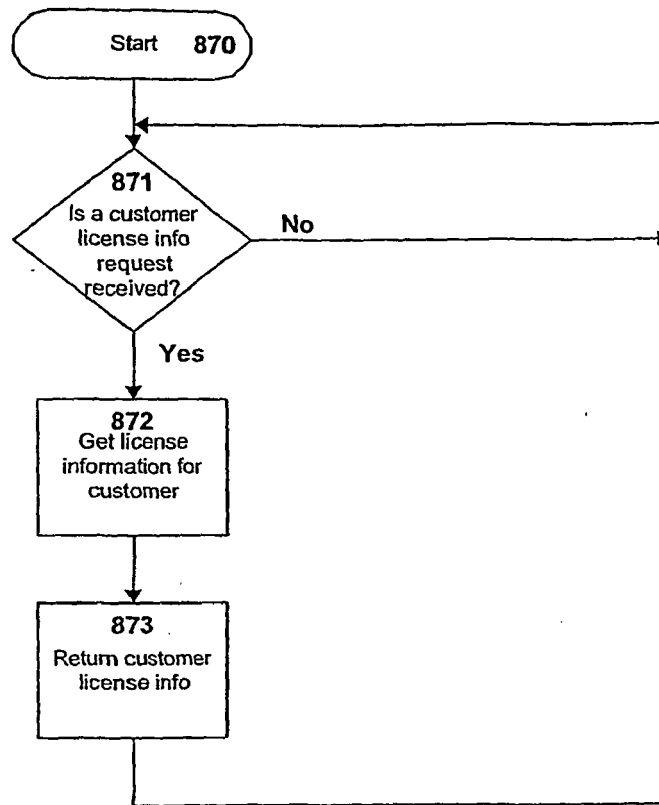 Start 870
871
Is a customer
license info
request
received?
No
Yes
872
Get license
information for
customer
873
Return customer
license info